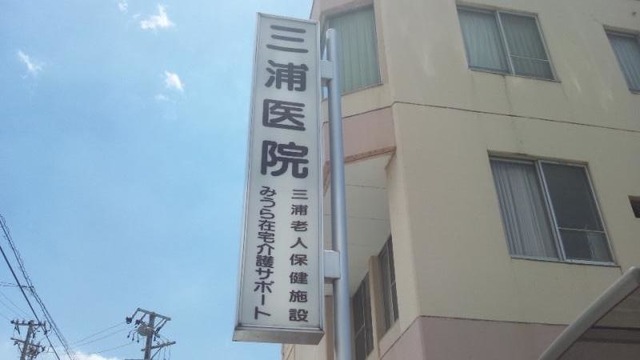 三浦医院
三浦老人保健施設
みうら在宅介護サポート